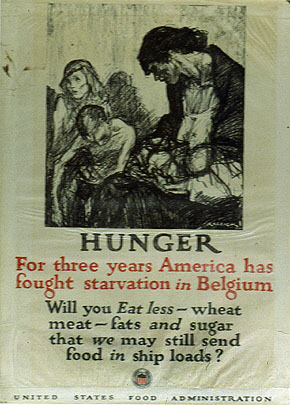 HUNGER
For three years America has
fought starvation in Belgium
Will you Eat less – wheat
meat – fats and sugar
that we may still send
food in ship loads?
UNITED STATES FOOD ADMINISTRATION